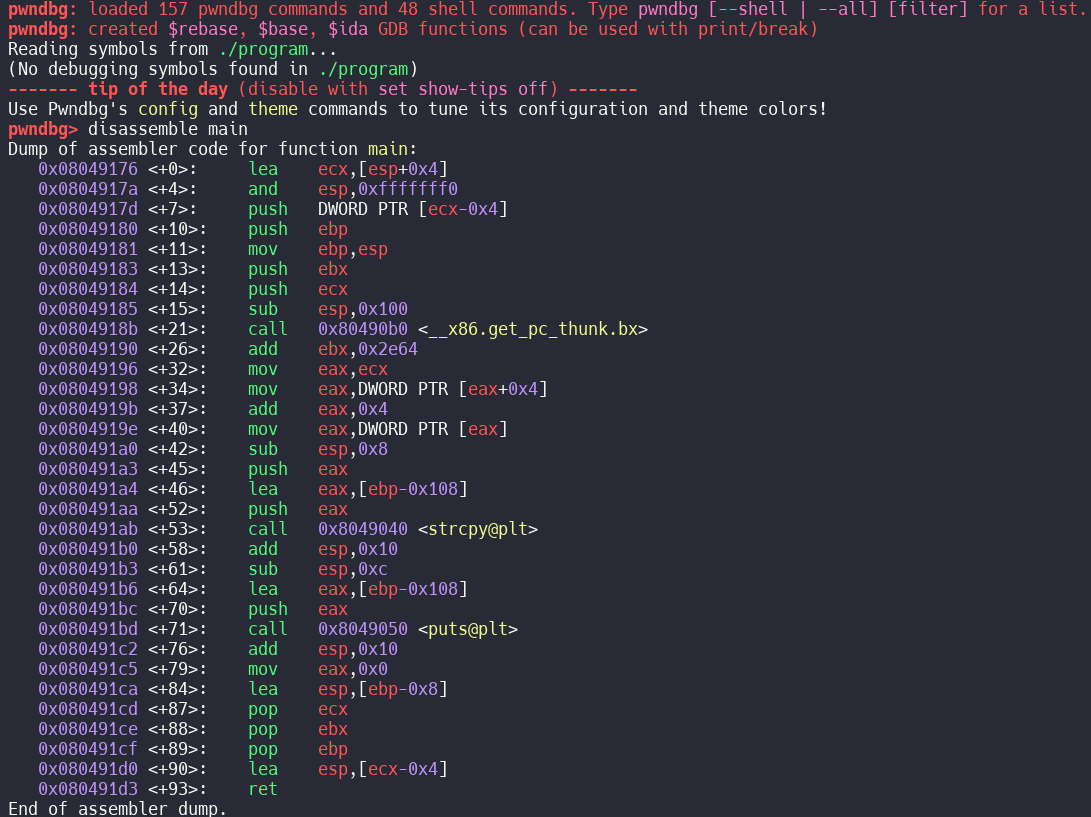 pwndbg: loaded 157 pwndbg commands and 48 shell commands. Type pwndbg [--shell | --all] [filter] for a list.
pwndbg: created $rebase, $base, $ida GDB functions (can be used with print/break)
Reading symbols from ./program...
(No debugging symbols found in ./program)
------- tip of the day (disable with set show-tips off) -------
Use Pwndbg's config and theme commands to tune its configuration and theme colors!
pwndbg> disassemble main
Dump of assembler code for function main:
   0x08049176 <+0>:    lea    ecx,[esp+0x4]
   0x0804917a <+4>:    and    esp,0xfffffff0
   0x0804917d <+7>:    push   DWORD PTR [ecx-0x4]
   0x08049180 <+10>:    push   ebp
   0x08049181 <+11>:    mov    ebp,esp
   0x08049183 <+13>:    push   ebx
   0x08049184 <+14>:    push   ecx
   0x08049185 <+15>:    sub    esp,0x100
   0x0804918b <+21>:    call   0x80490b0 <__x86.get_pc_thunk.bx>
   0x08049190 <+26>:    add    ebx,0x2e64
   0x08049196 <+32>:    mov    eax,ecx
   0x08049198 <+34>:    mov    eax,DWORD PTR [eax+0x4]
   0x0804919b <+37>:    add    eax,0x4
   0x0804919e <+40>:    mov    eax,DWORD PTR [eax]
   0x080491a0 <+42>:    sub    esp,0x8
   0x080491a3 <+45>:    push   eax
   0x080491a4 <+46>:    lea    eax,[ebp-0x108]
   0x080491aa <+52>:    push   eax
   0x080491ab <+53>:    call   0x8049040 <strcpy@plt>
   0x080491b0 <+58>:    add    esp,0x10
   0x080491b3 <+61>:    sub    esp,0xc
   0x080491b6 <+64>:    lea    eax,[ebp-0x108]
   0x080491bc <+70>:    push   eax
   0x080491bd <+71>:    call   0x8049050 <puts@plt>
   0x080491c2 <+76>:    add    esp,0x10
   0x080491c5 <+79>:    mov    eax,0x0
   0x080491ca <+84>:    lea    esp,[ebp-0x8]
   0x080491cd <+87>:    pop    ecx
   0x080491ce <+88>:    pop    ebx
   0x080491cf <+89>:    pop    ebp
   0x080491d0 <+90>:    lea    esp,[ecx-0x4]
   0x080491d3 <+93>:    ret
End of assembler dump.